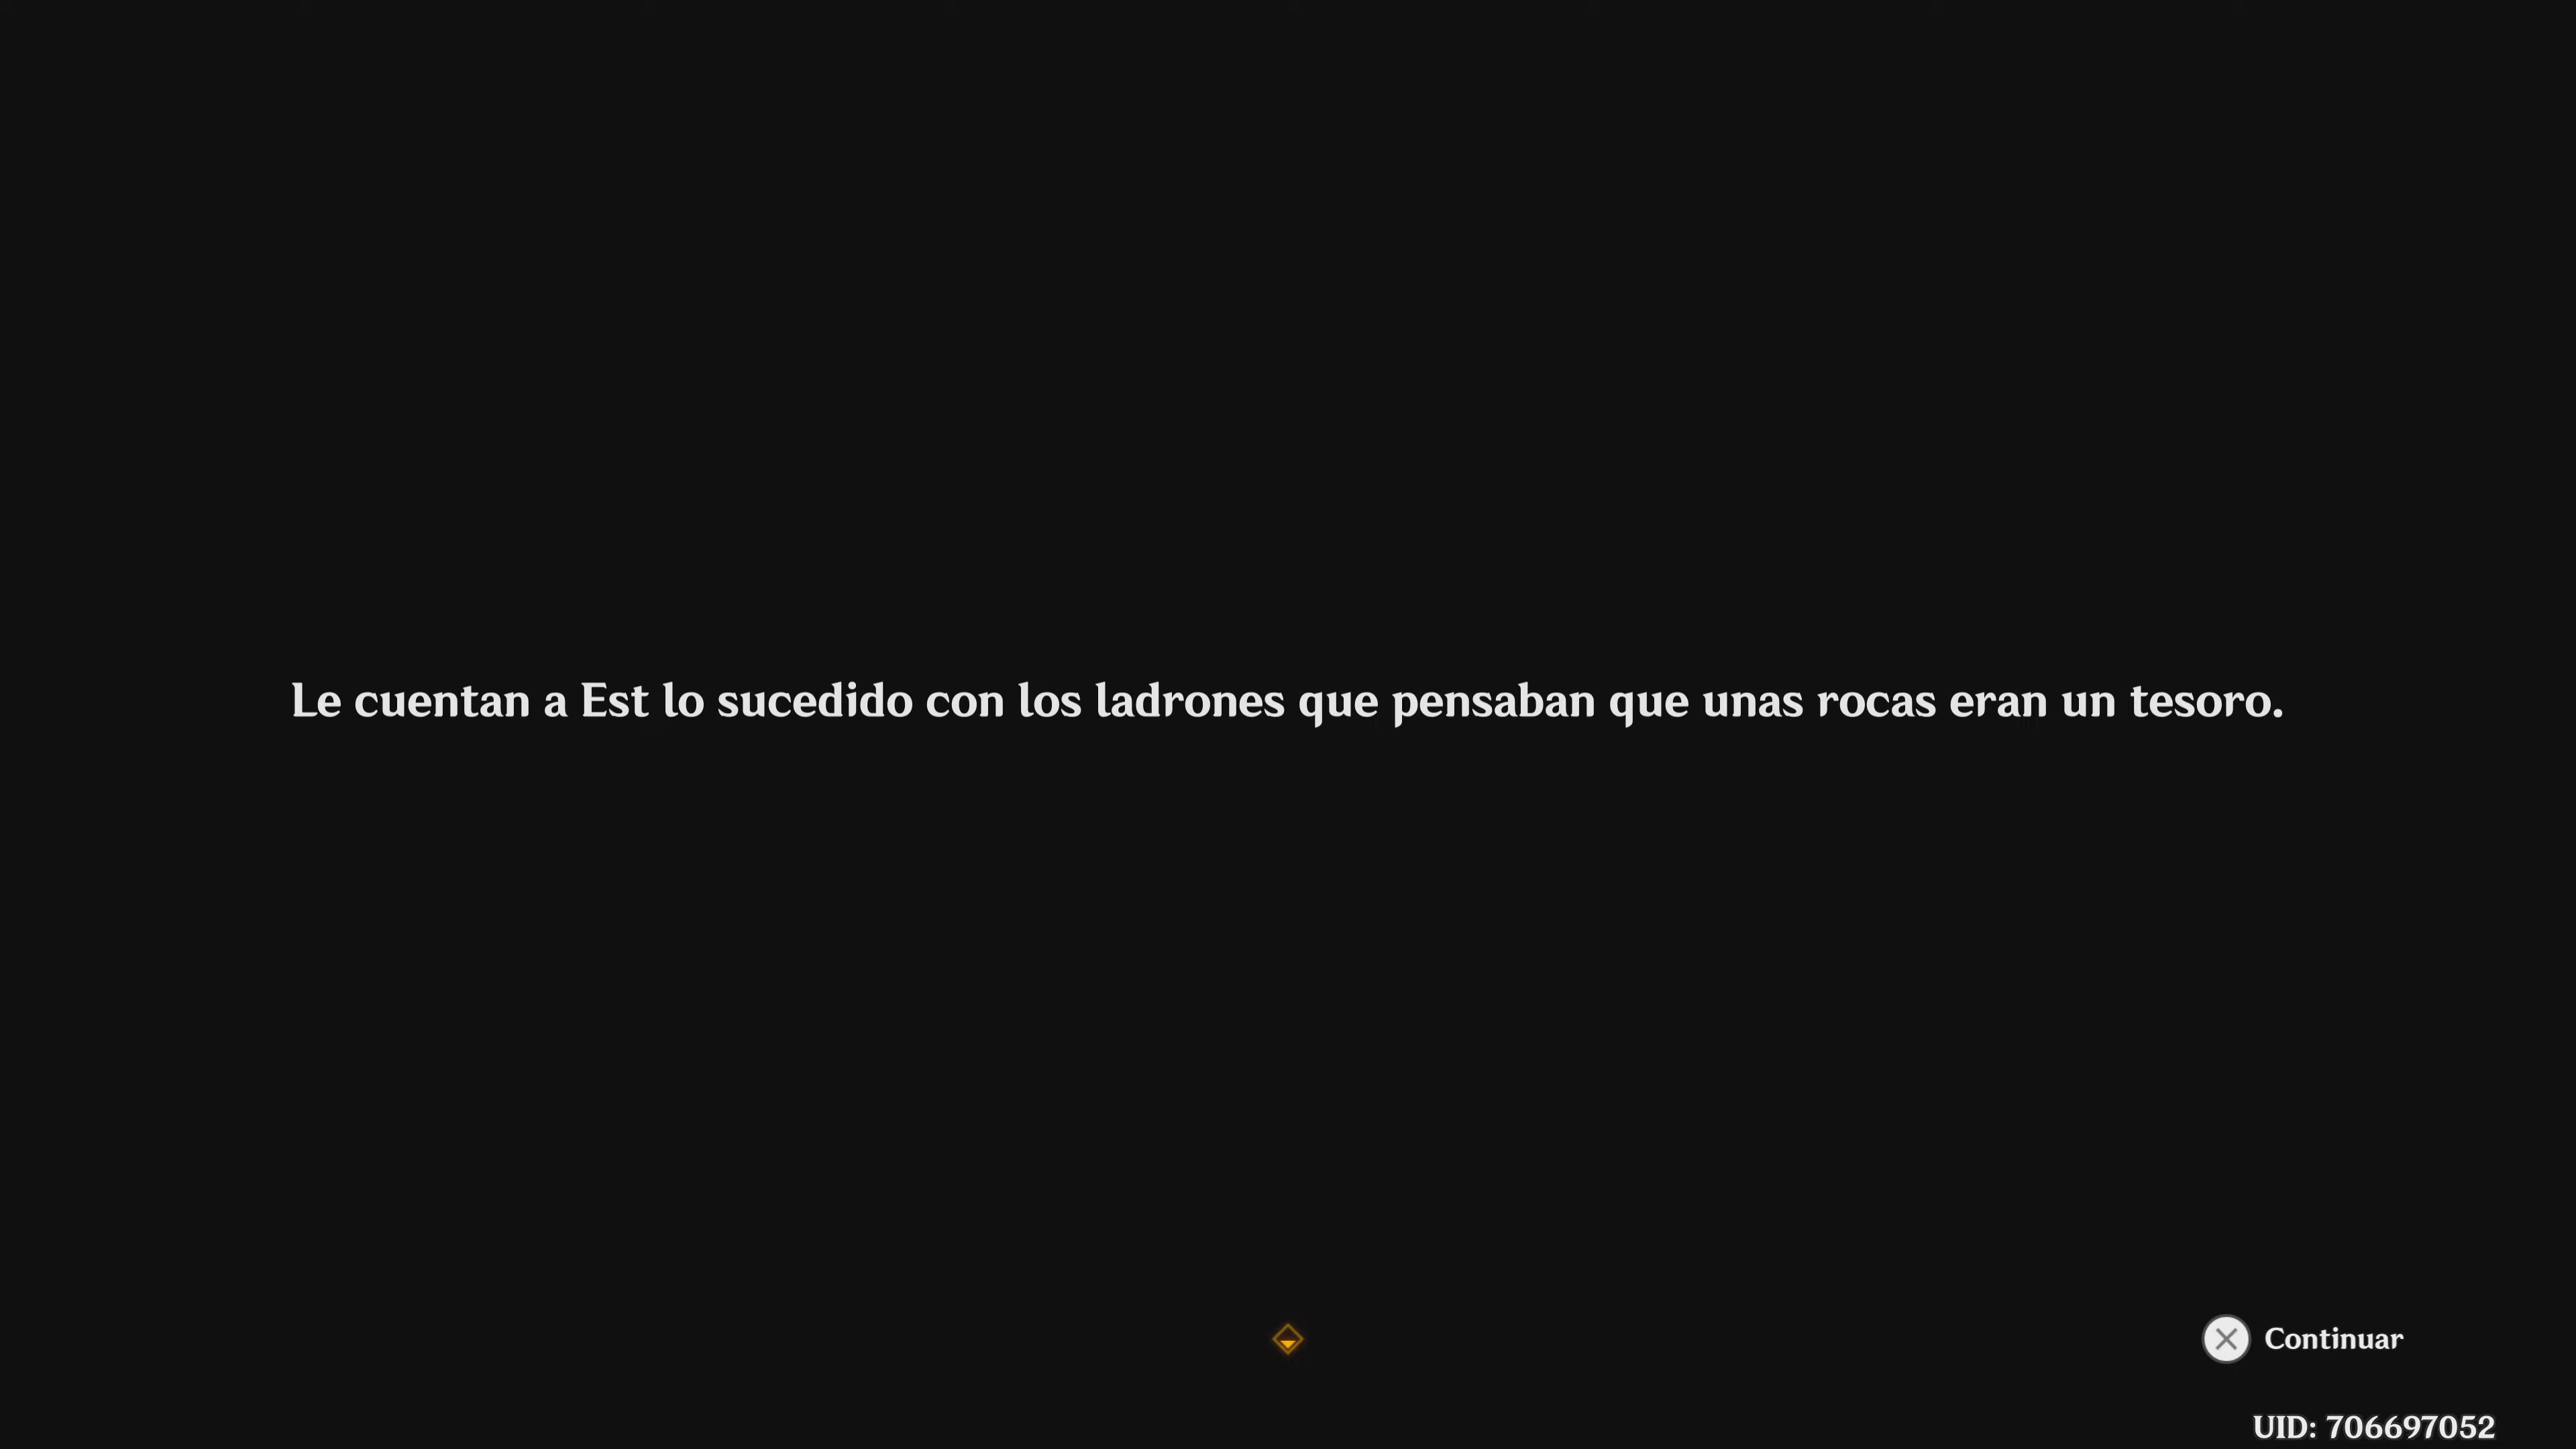 Le cuentan a Est lo sucedido con los ladrones que pensaban que unas rocas eran un tesoro.
Continuar
UID: 706697052